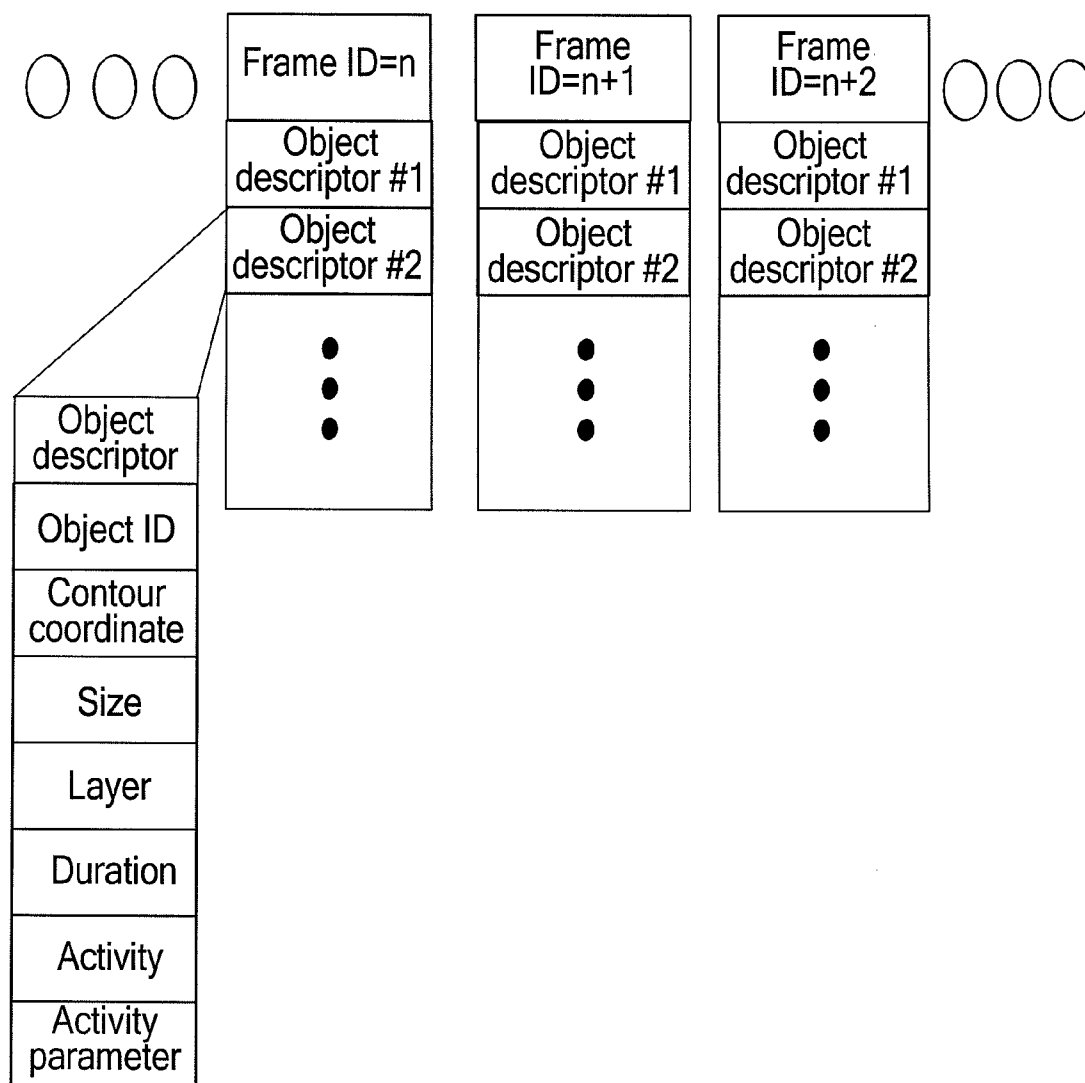 Frame ID=n
Frame
ID=n+1
Frame
ID=n+2
Object
descriptor #1
Object
descriptor #1
Object
descriptor #1
Object
descriptor #2
Object
descriptor #2
Object
descriptor #2
Object
descriptor
Object ID
Contour
coordinate
Size
Layer
Duration
Activity
Activity
parameter